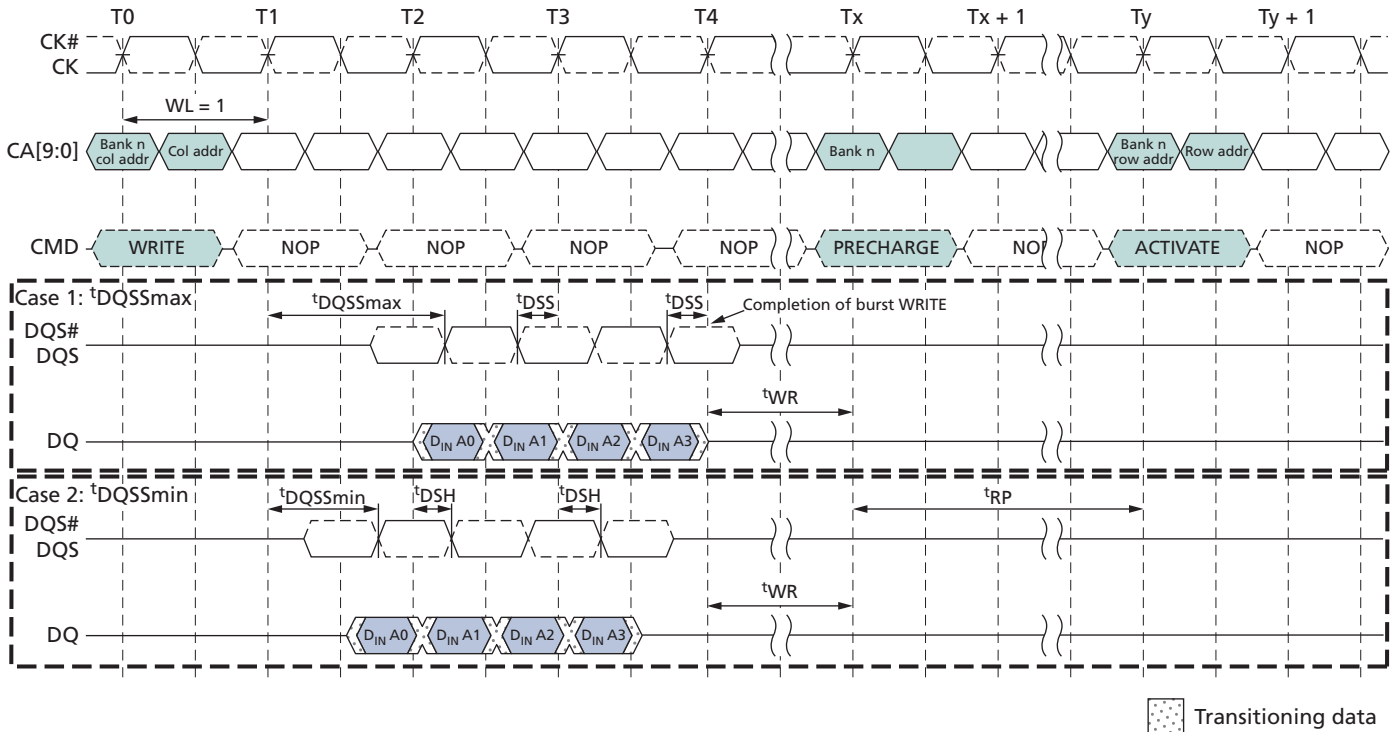 T0 T1 T2 T3 T4 Tx Tx + 1 Ty Ty + 1
CK#
CK
WL = 1
CA[9:0]
Bank n
col addr
Col addr
Bank n
Bank n
row addr
Row addr
CMD WRITE NOP NOP NOP NOP PRECHARGE NOP ACTIVATE NOP
Case 1: tDQSSmax
tDQSSmax tDSS tDSS Completion of burst WRITE
DQS#
DQS
tWR
DQ DIN A0 DIN A1 DIN A2 DIN A3
Case 2: tDQSSmin
tDQSSmin tDSH tDSH tRP
DQS#
DQS
tWR
DQ DIN A0 DIN A1 DIN A2 DIN A3
Transitioning data